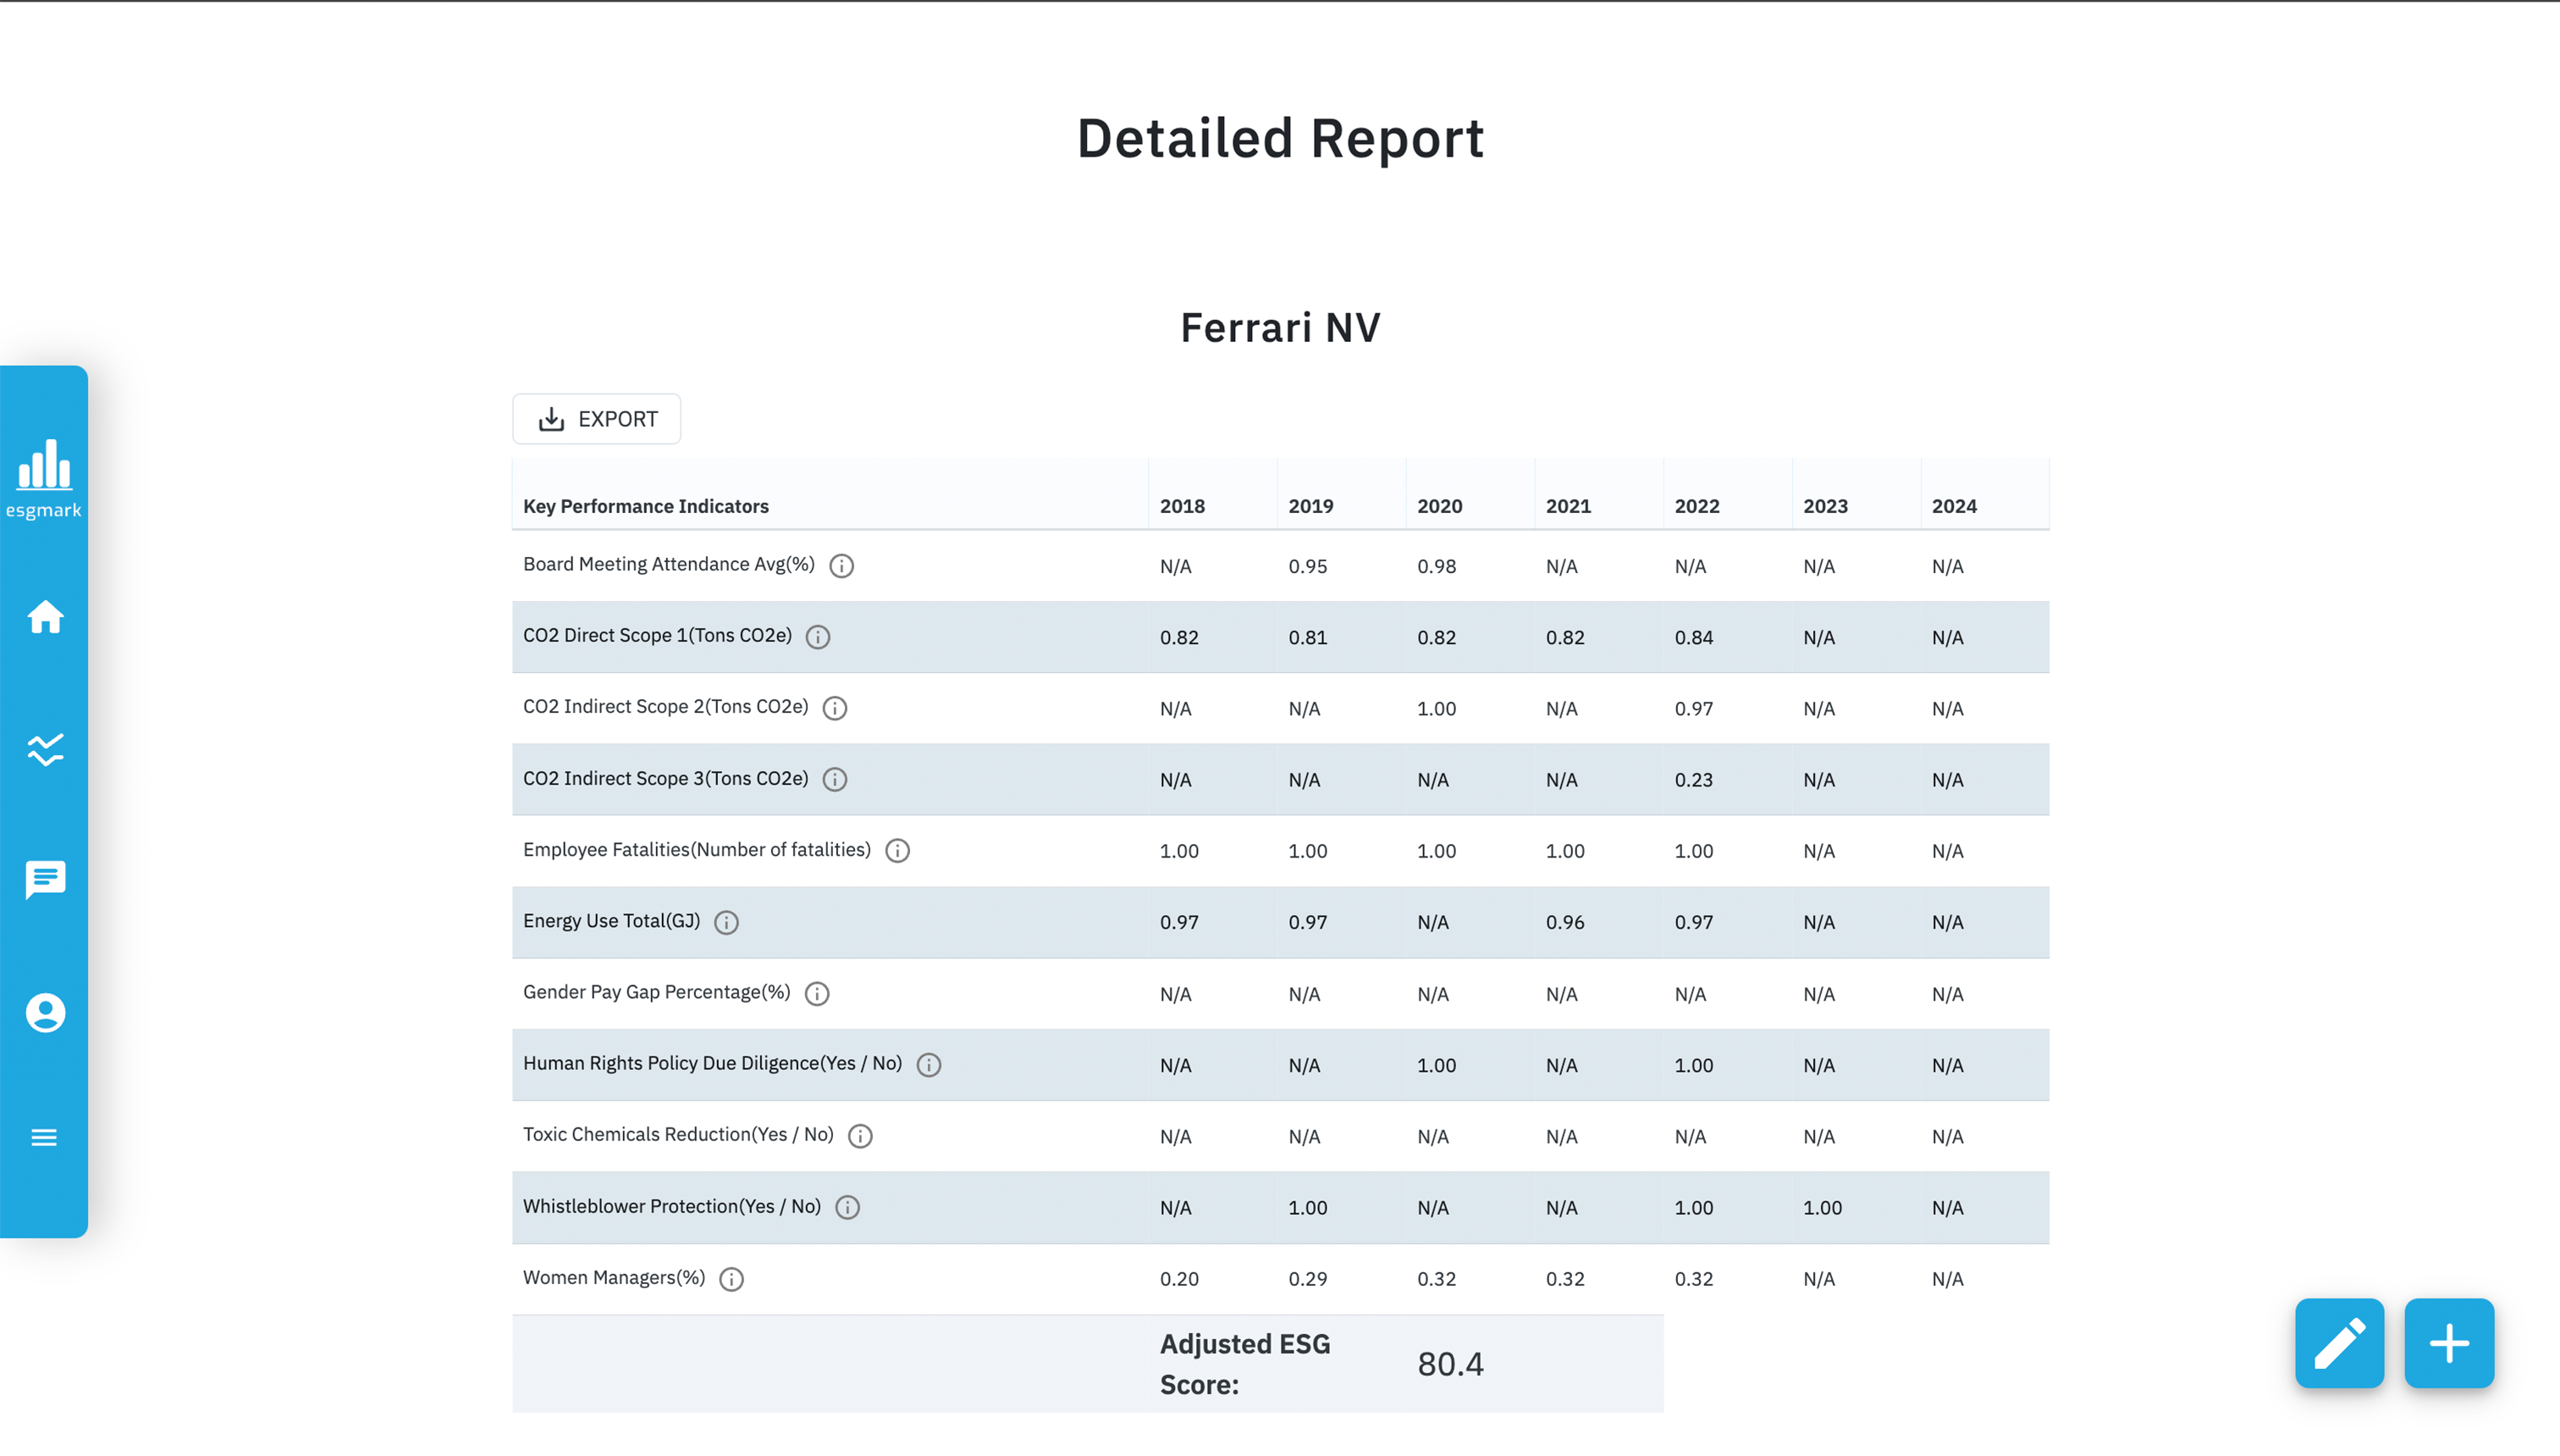 Detailed Report
Ferrari NV
esgmark
EXPORT
Key Performance Indicators 2018 2019 2020 2021 2022 2023 2024
Board Meeting Attendance Avg(%) N/A 0.95 0.98 N/A N/A N/A N/A
CO2 Direct Scope 1(Tons CO2e) 0.82 0.81 0.82 0.82 0.84 N/A N/A
CO2 Indirect Scope 2(Tons CO2e) N/A N/A 1.00 N/A 0.97 N/A N/A
CO2 Indirect Scope 3(Tons CO2e) N/A N/A N/A N/A 0.23 N/A N/A
Employee Fatalities(Number of fatalities) 1.00 1.00 1.00 1.00 1.00 N/A N/A
Energy Use Total(GJ) 0.97 0.97 N/A 0.96 0.97 N/A N/A
Gender Pay Gap Percentage(%) N/A N/A N/A N/A N/A N/A N/A
Human Rights Policy Due Diligence(Yes / No) N/A N/A 1.00 N/A 1.00 N/A N/A
Toxic Chemicals Reduction(Yes / No) N/A N/A N/A N/A N/A N/A N/A
Whistleblower Protection(Yes / No) N/A 1.00 N/A N/A 1.00 1.00 N/A
Women Managers(%) 0.20 0.29 0.32 0.32 0.32 N/A N/A
Adjusted ESG
Score:
80.4